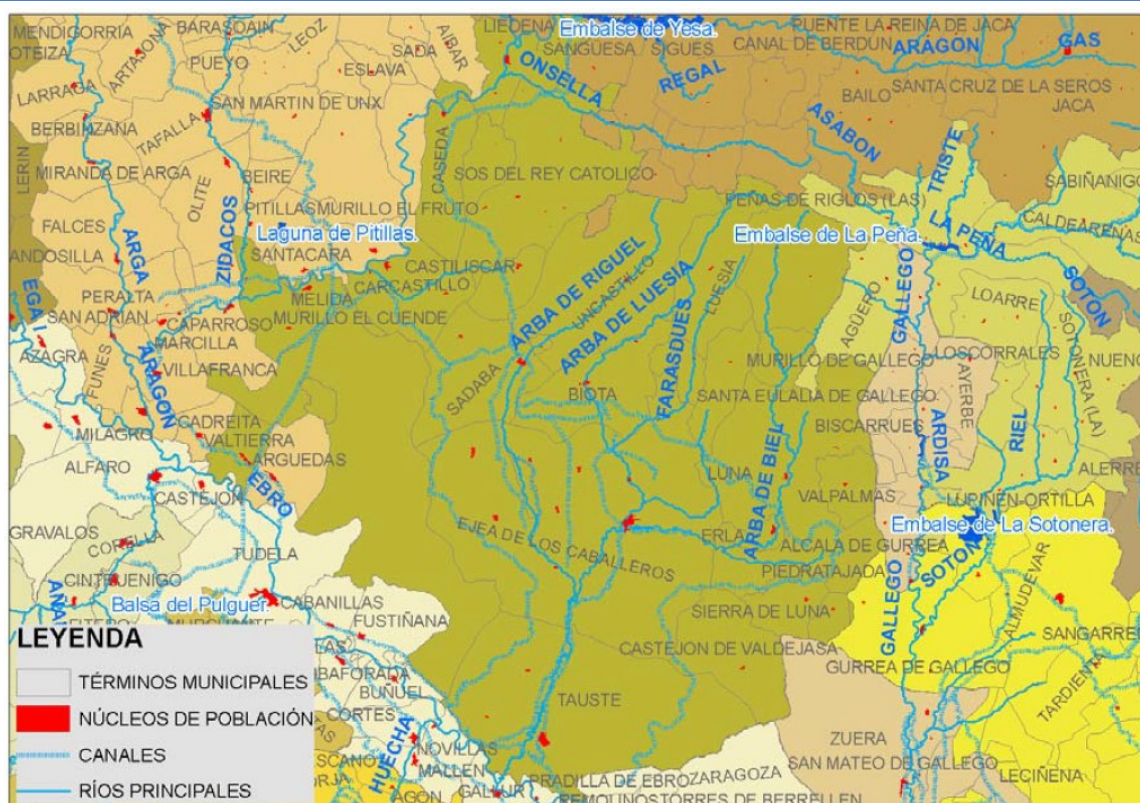 MENDIGORRIA
BARASOAIN
LEOZ
LIEDENA
Embalse de Yesa.
PUENTE LA REINA DE JACA
OTEIZA
ARTAJONA
PUEYO
SADA
AIBAR
SANGÜESA
SIGUES
CANAL DE BERDUN
ARAGON
GAS
ESLAVA
ONSELLA
REGAL
LARRAGA
SAN MARTIN DE UNX
BAILO
SANTA CRUZ DE LA SEROS
JACA
BERBINZANA
TAFALLA
ASABON
LERIN
MIRANDA DE ARGA
OLITE
BEIRE
CASEDA
SOS DEL REY CATOLICO
TRISTE
SABIÑANIGO
PITILLAS
MURILLO EL FRUTO
PEÑAS DE RIGLOS (LAS)
FALCES
ARGA
ZIDACOS
Laguna de Pitillas.
Embalse de La Peña.
LA PEÑA
CALDEARENAS
ANDOSILLA
SANTACARA
CASTILISCAR
CARCASTILLO
ARBA DE RIGUEL
UNCASTILLO
ARBA DE LUESIA
LUESIA
GALLEGO
SOTON
EGA I
PERALTA
MELIDA
MURILLO EL CUENDE
AGÜERO
LOARRE
SAN ADRIAN
CAPARROSO
MARCILLA
FARASDUES
SOTONERA (LA)
AZAGRA
FUNES
ARAGON
VILLAFRANCA
SADABA
MURILLO DE GALLEGO
LOSCORRALES
NUENO
AYERBE
BIOTA
SANTA EULALIA DE GALLEGO
CADREITA
BISCARRUES
ARDISA
RIEL
MILAGRO
VALTIERRA
ARGUEDAS
ALFARO
EBRO
LUNA
ARBA DE BIEL
ALERRE
CASTEJON
VALPALMAS
LUPIÑEN-ORTILLA
GRAVALOS
CORELLA
EJEA DE LOS CABALLEROS
ERLA
Embalse de La Sotonera.
TUDELA
ALCALA DE GURREA
SOTON
CINTRUENIGO
PIEDRATAJADA
ALMUDEVAR
Balsa del Pulguer.
CABANILLAS
SIERRA DE LUNA
GALLEGO
FUSTIÑANA
SANGARREN
LEYENDA
CASTEJON DE VALDEJASA
GURREA DE GALLEGO
TARDIENTA
TÉRMINOS MUNICIPALES
BUÑUEL
TAUSTE
NÚCLEOS DE POBLACIÓN
CORTES
HUECHA
NOVILLAS
ZUERA
CANALES
MALLEN
SAN MATEO DE GALLEGO
PRADILLA DE EBRO
ZARAGOZA
LECIÑENA
RÍOS PRINCIPALES
AGON
GALLUR